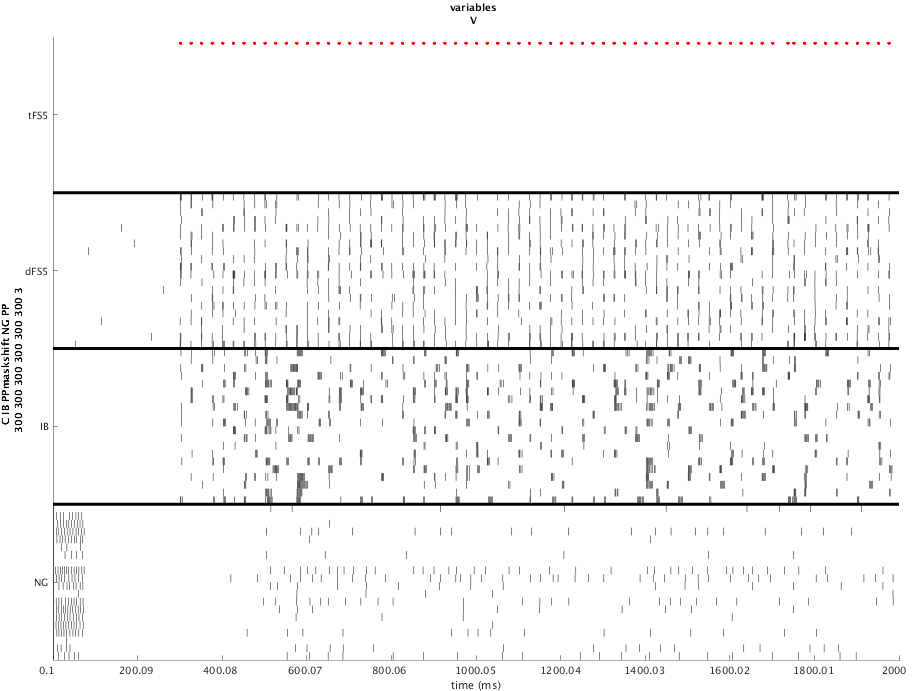 variables
V
tFS5
dFS5
IB
NG
C IB PPmaskshift NG PP
300 300 300 300 300 300 300 3
0.1 200.09 400.08 600.07 800.06 1000.05 1200.04 1400.03 1600.02 1800.01 2000
time (ms)